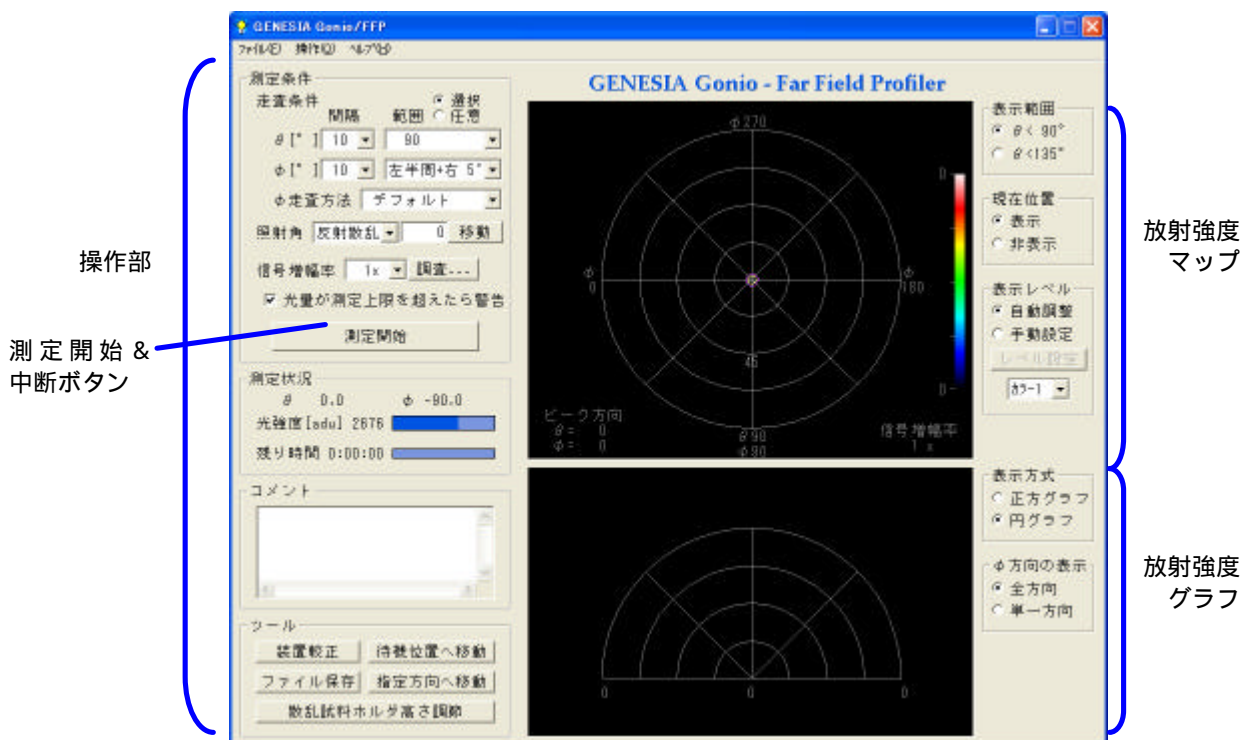 GENESIA Gonio/FFP
ファイル(F) 操作(O) ヘルプ(H)
測定条件
走査条件
間隔 範囲
選択
任意
θ[°] 10 90
φ[°] 10 左半間+右 5°
φ走査方法 デフォルト
照射角 反射散乱 0 移動
信号増幅率 1x 調査...
光量が測定上限を超えたら警告
測定開始
測定状況
θ 0.0 φ -90.0
光強度[adu] 2676
残り時間 0:00:00
コメント
ツール
装置較正 待機位置へ移動
ファイル保存 指定方向へ移動
散乱試料ホルダ高さ調節
GENESIA Gonio - Far Field Profiler
φ270
φ
0
φ
180
45
θ90
φ90
0
0
ピーク方向
θ= 0
φ= 0
信号増幅率
1 x
0 0 0
表示範囲
θ< 90°
θ<135°
現在位置
表示
非表示
表示レベル
自動調整
手動設定
レベル設定
カラー1
表示方式
正方グラフ
円グラフ
φ方向の表示
全方向
単一方向
操作部
測定開始&
中断ボタン
放射強度
マップ
放射強度
グラフ